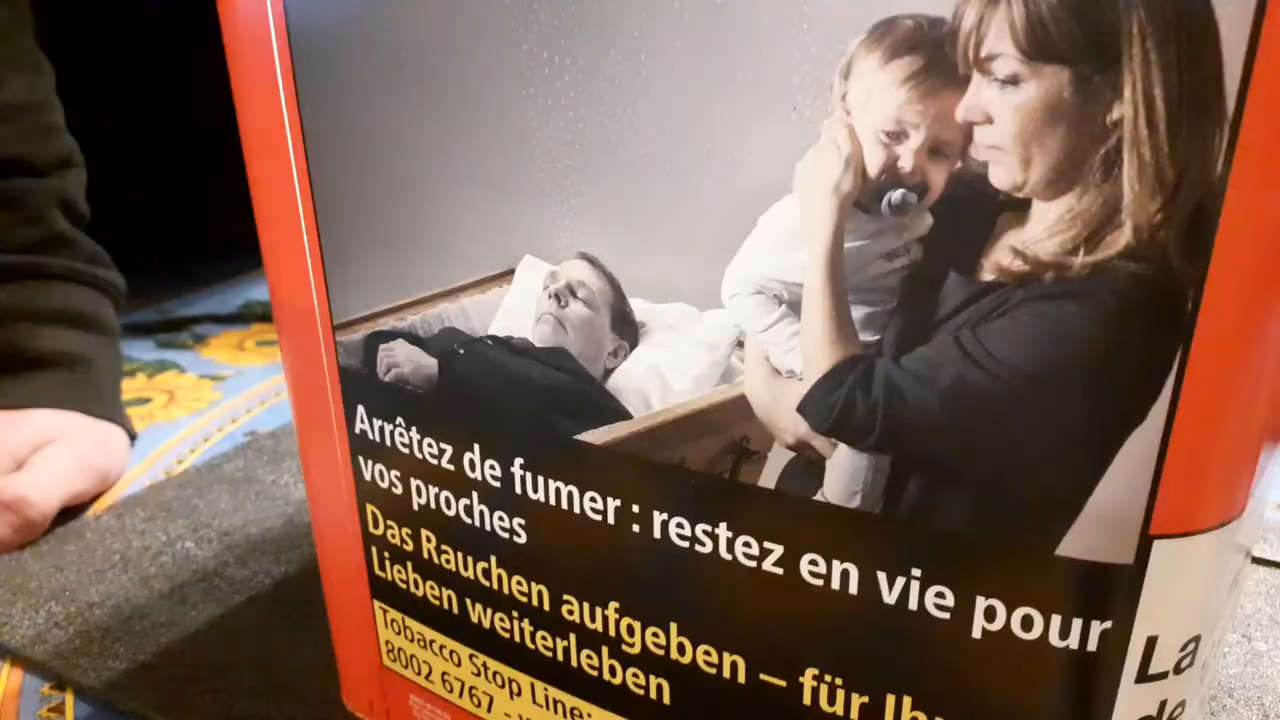 Arrêtez de fumer : restez en vie pour
vos proches
Das Rauchen aufgeben – für
Lieben weiterleben
Tobacco Stop Line:
8002 6767 -
La
de